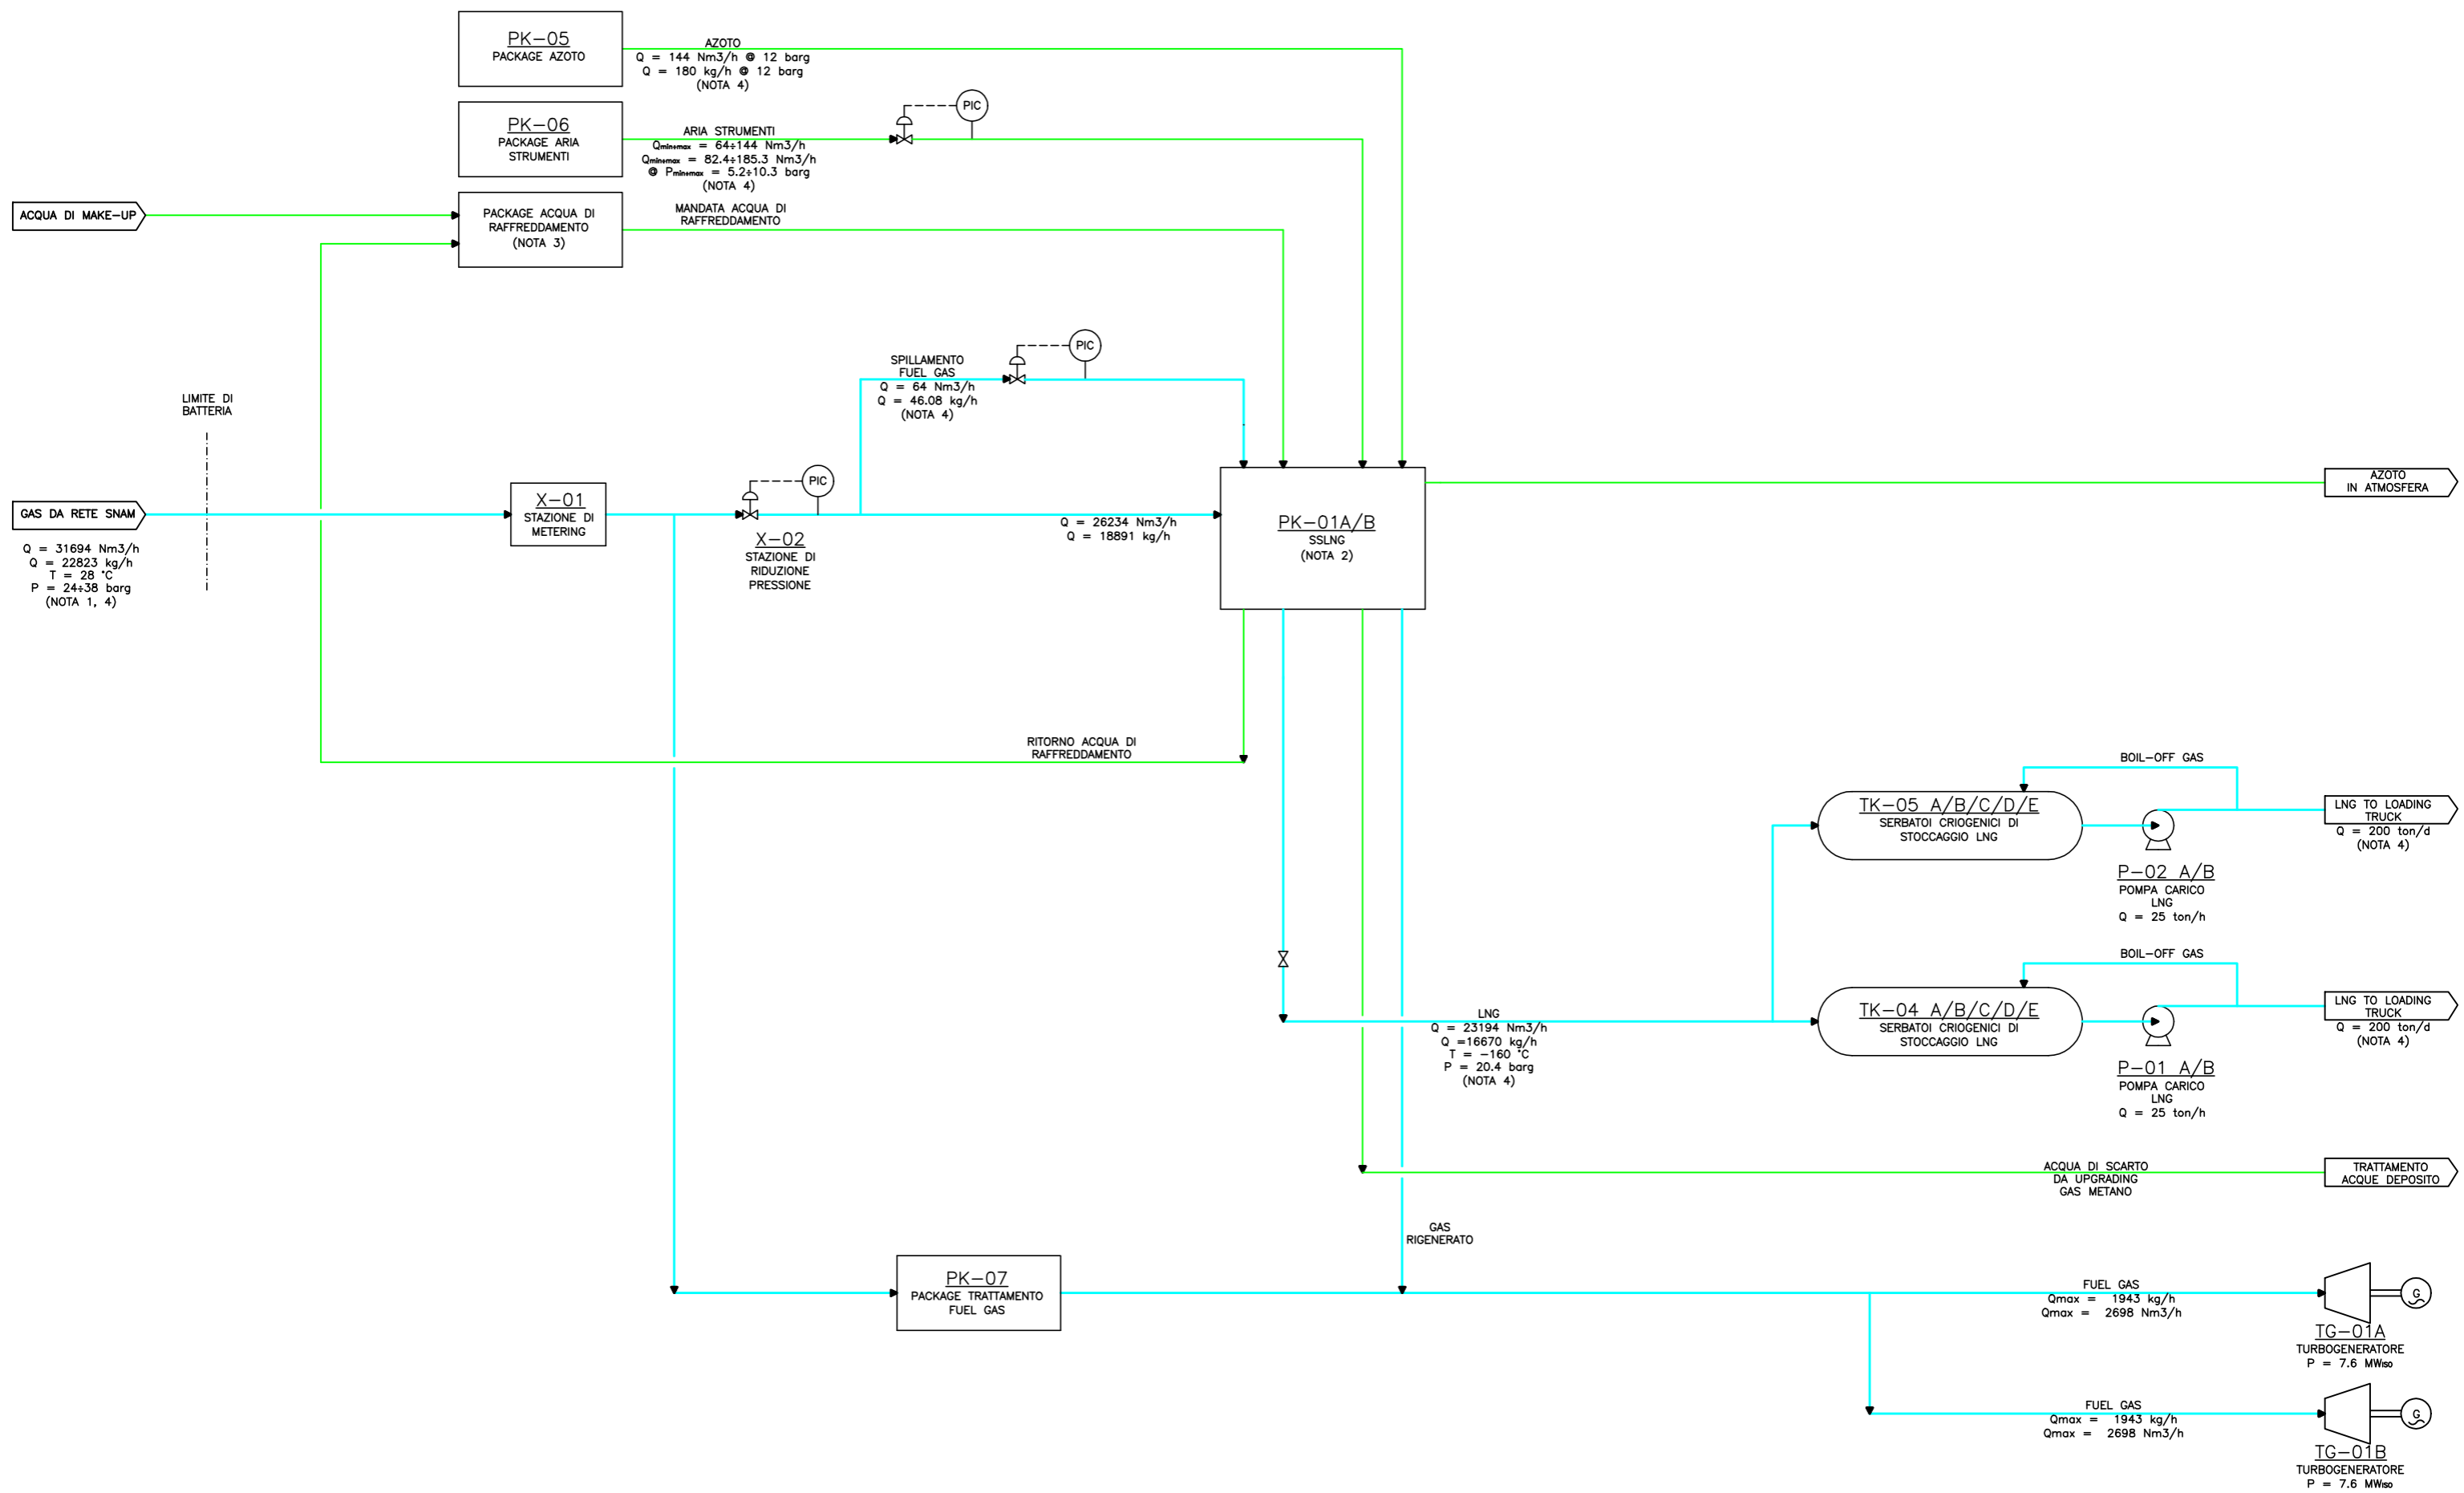 PK-05
PACKAGE AZOTO
AZOTO
Q = 144 Nm3/h @ 12 barg
Q = 180 kg/h @ 12 barg
(NOTA 4)
PK-06
PACKAGE ARIA
STRUMENTI
ARIA STRUMENTI
Qmin÷max = 64÷144 Nm3/h
Qmin÷max = 82.4÷185.3 Nm3/h
@ Pmin÷max = 5.2÷10.3 barg
(NOTA 4)
PIC
ACQUA DI MAKE-UP
PACKAGE ACQUA DI
RAFFREDDAMENTO
(NOTA 3)
MANDATA ACQUA DI
RAFFREDDAMENTO
SPILLAMENTO
FUEL GAS
Q = 64 Nm3/h
Q = 46.08 kg/h
(NOTA 4)
PIC
LIMITE DI
BATTERIA
GAS DA RETE SNAM
Q = 31694 Nm3/h
Q = 22823 kg/h
T = 28 °C
P = 24÷38 barg
(NOTA 1, 4)
X-01
STAZIONE DI
METERING
PIC
X-02
STAZIONE DI
RIDUZIONE
PRESSIONE
Q = 26234 Nm3/h
Q = 18891 kg/h
PK-01A/B
SSLNG
(NOTA 2)
AZOTO
IN ATMOSFERA
RITORNO ACQUA DI
RAFFREDDAMENTO
BOIL-OFF GAS
TK-05 A/B/C/D/E
SERBATOI CRIOGENICI DI
STOCCAGGIO LNG
LNG TO LOADING
TRUCK
Q = 200 ton/d
(NOTA 4)
P-02 A/B
POMPA CARICO
LNG
Q = 25 ton/h
BOIL-OFF GAS
TK-04 A/B/C/D/E
SERBATOI CRIOGENICI DI
STOCCAGGIO LNG
LNG TO LOADING
TRUCK
Q = 200 ton/d
(NOTA 4)
P-01 A/B
POMPA CARICO
LNG
Q = 25 ton/h
LNG
Q = 23194 Nm3/h
Q =16670 kg/h
T = -160 °C
P = 20.4 barg
(NOTA 4)
ACQUA DI SCARTO
DA UPGRADING
GAS METANO
TRATTAMENTO
ACQUE DEPOSITO
GAS
RIGENERATO
PK-07
PACKAGE TRATTAMENTO
FUEL GAS
FUEL GAS
Qmax = 1943 kg/h
Qmax = 2698 Nm3/h
G
TG-01A
TURBOGENERATORE
P = 7.6 MWiso
FUEL GAS
Qmax = 1943 kg/h
Qmax = 2698 Nm3/h
G
TG-01B
TURBOGENERATORE
P = 7.6 MWiso